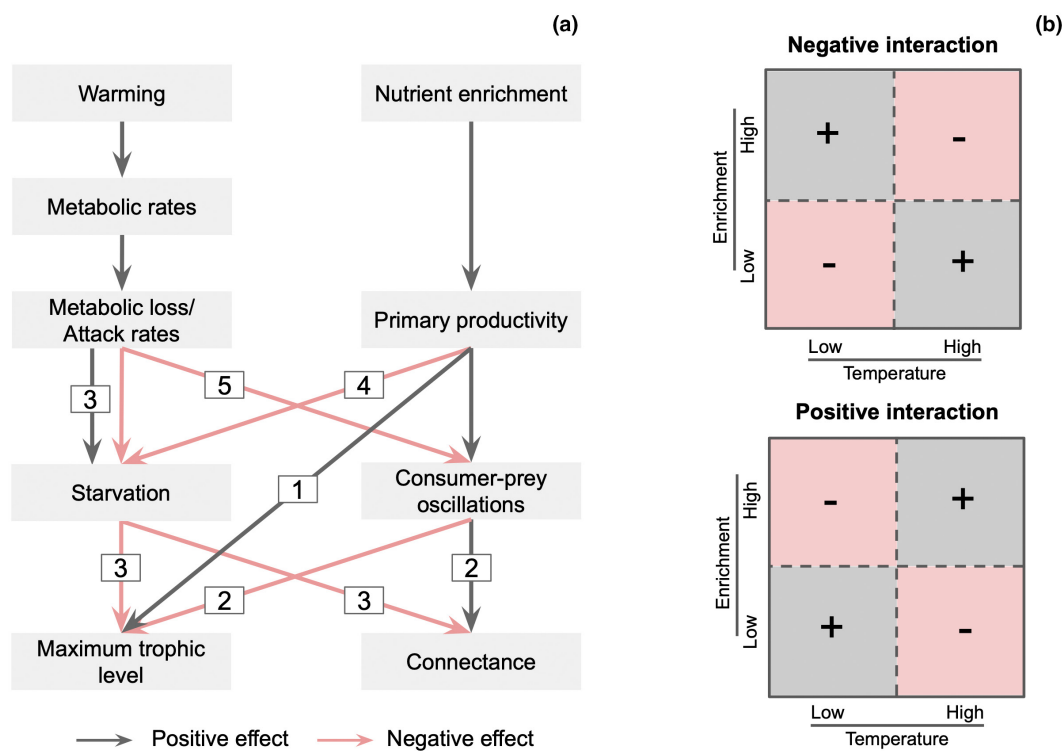 (a)
Warming
Nutrient enrichment
Metabolic rates
Metabolic loss/
Attack rates
Primary productivity
5
4
3
Starvation
1
Consumer-prey
oscillations
3
2
2
3
Maximum trophic
level
Connectance
Positive effect
Negative effect
(b)
Negative interaction
Enrichment
High
Low
+
-
-
+
Low
High
Temperature
Positive interaction
Enrichment
High
Low
-
+
+
-
Low
High
Temperature